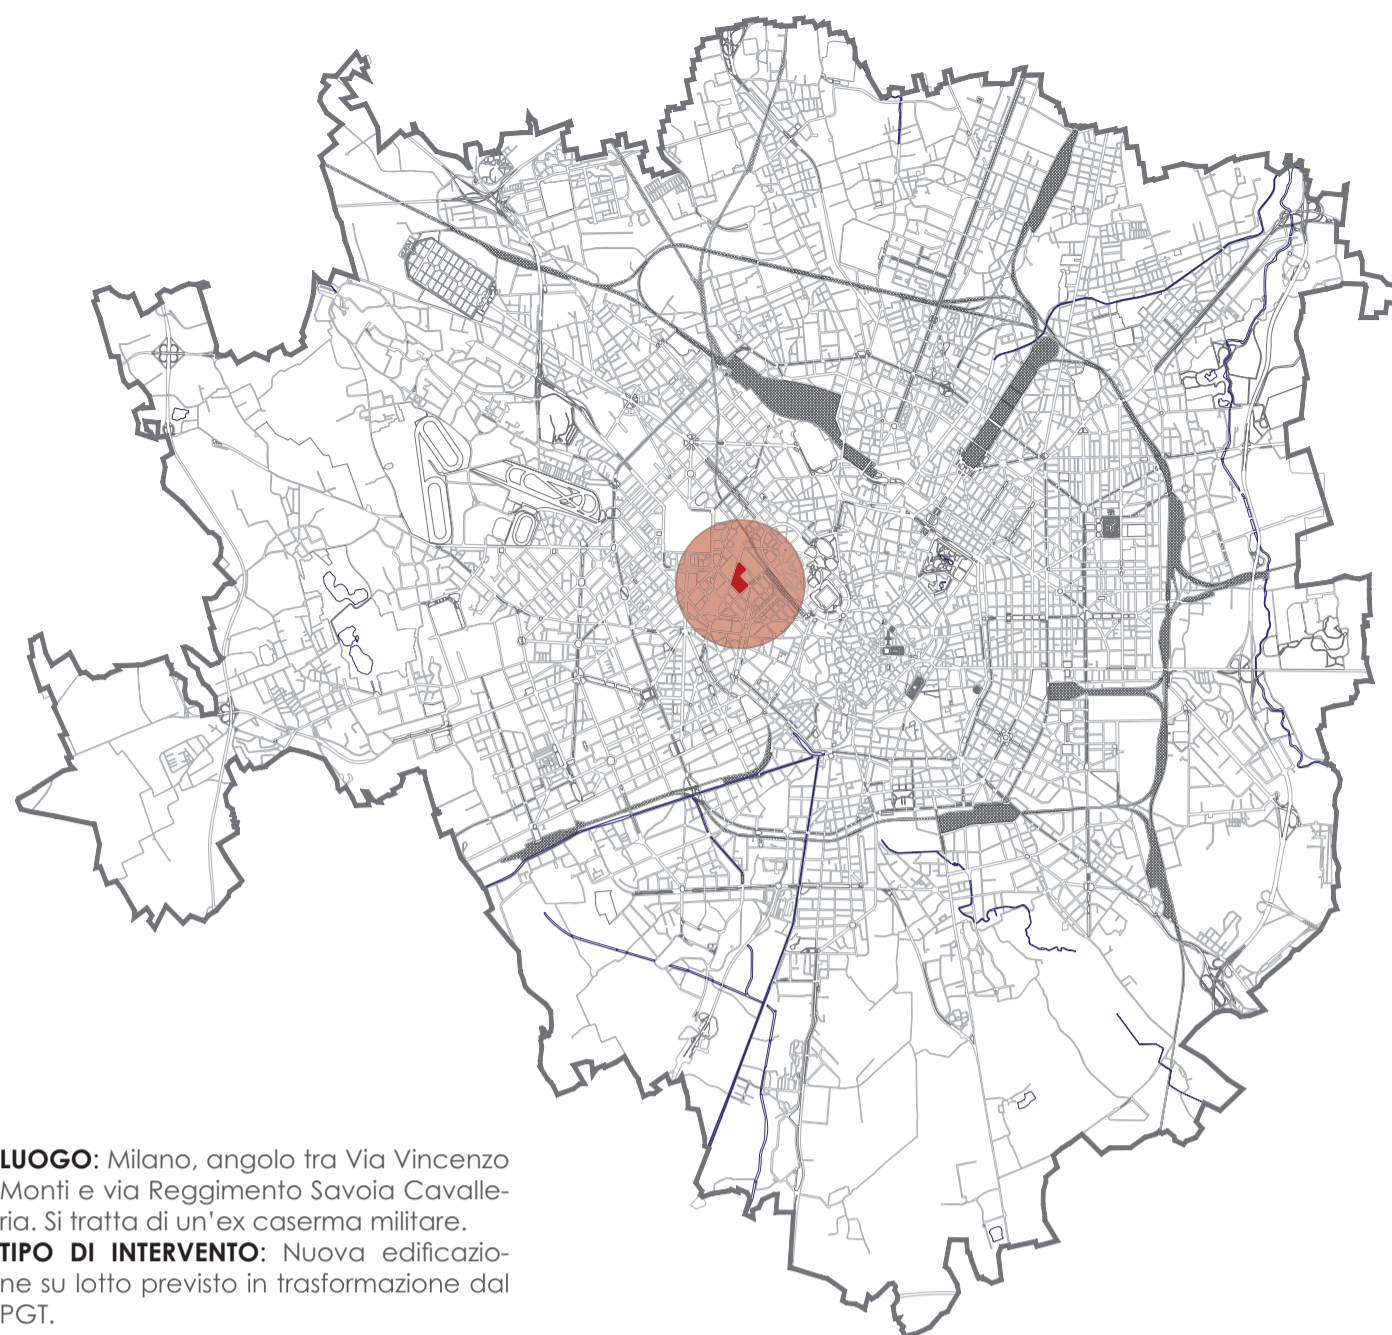 LUOGO: Milano, angolo tra Via Vincenzo
Monti e via Reggimento Savoia Cavalle-
ria. Si tratta di un’ex caserma militare.
TIPO DI INTERVENTO: Nuova edificazio-
ne su lotto previsto in trasformazione dal
PGT.